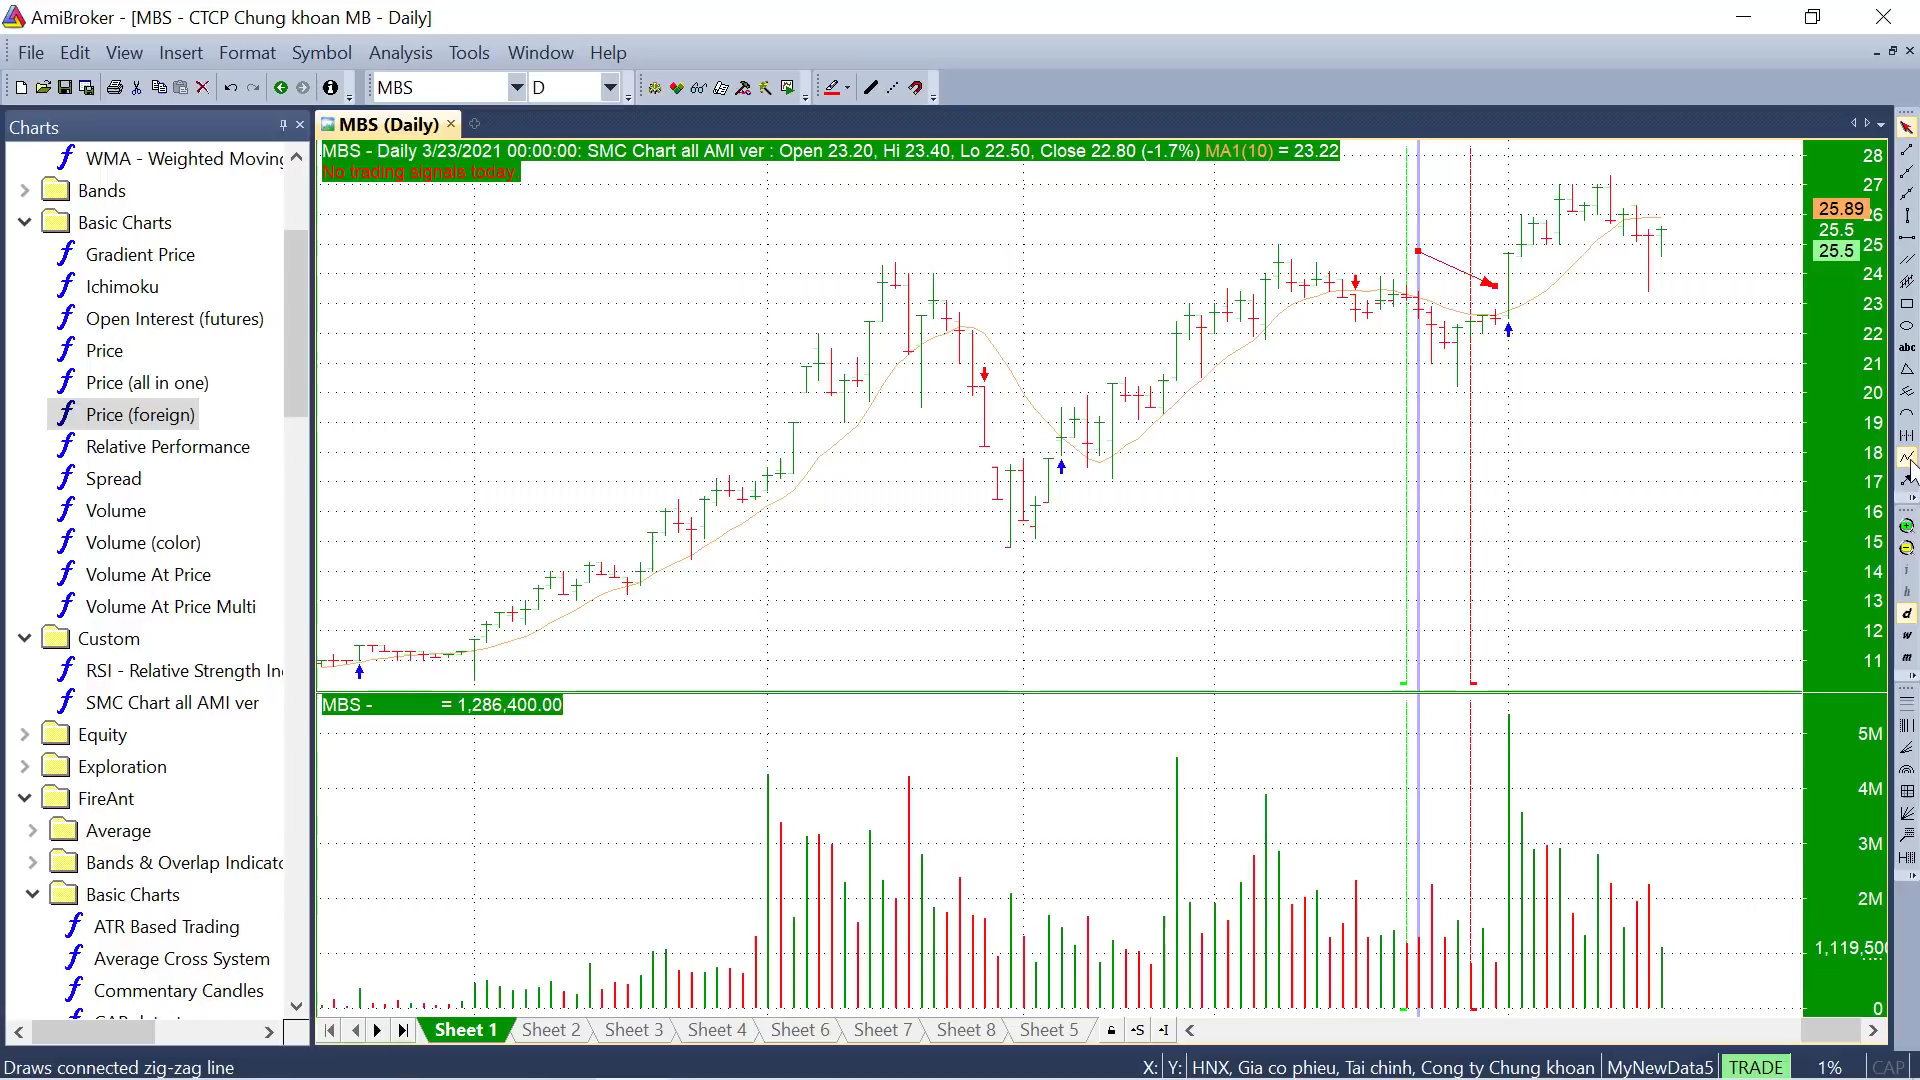 AmiBroker - [MBS - CTCP Chung khoan MB - Daily]
File Edit View Insert Format Symbol Analysis Tools Window Help
MBS D
Charts
MBS (Daily)
WMA - Weighted Moving
Bands
Basic Charts
Gradient Price
Ichimoku
Open Interest (futures)
Price
Price (all in one)
Price (foreign)
Relative Performance
Spread
Volume
Volume (color)
Volume At Price
Volume At Price Multi
Custom
RSI - Relative Strength In
SMC Chart all AMI ver
Equity
Exploration
FireAnt
Average
Bands & Overlap Indicato
Basic Charts
ATR Based Trading
Average Cross System
Commentary Candles
MBS - Daily 3/23/2021 00:00:00: SMC Chart all AMI ver : Open 23.20, Hi 23.40, Lo 22.50, Close 22.80 (-1.7%) MA1(10) = 23.22
No trading signals today.
28
27
25.89
26
25.5
25
25.5
24
23
22
21
20
19
18
17
16
15
14
13
12
11
MBS - = 1,286,400.00
5M
4M
3M
2M
1,119,500
0
abc
i
h
d
w
m
Sheet 1 Sheet 2 Sheet 3 Sheet 4 Sheet 6 Sheet 7 Sheet 8 Sheet 5
Draws connected zig-zag line
X: Y: HNX, Gia co phieu, Tai chinh, Cong ty Chung khoan MyNewData5 TRADE 1% CAP